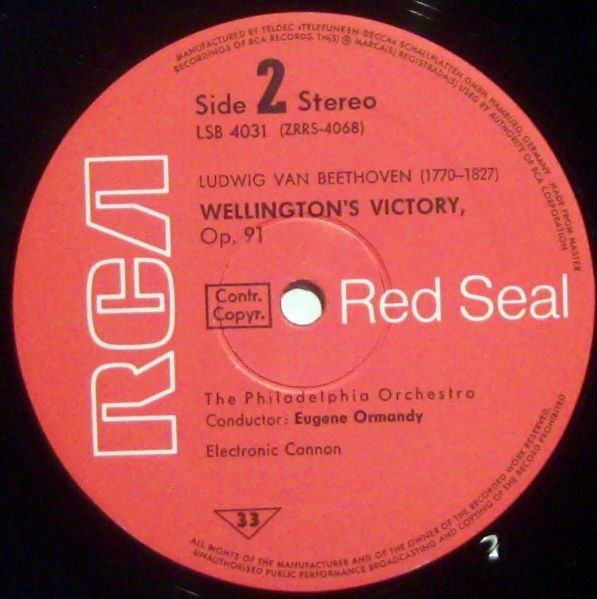 MANUFACTURED BY TELDEC »TELEFUNKEN-DECCA« SCHALLPLATTEN GMBH, HAMBURG, GERMANY · MADE FROM MASTER
RECORDINGS OF RCA RECORDS. TM(S) ® MARCA(S) REGISTRADA(S) USED BY AUTHORITY OF RCA CORPORATION
Side 2 Stereo
LSB 4031 (ZRRS-4068)
LUDWIG VAN BEETHOVEN (1770–1827)
WELLINGTON'S VICTORY,
Op. 91
RCA
Contr.
Copyr.
Red Seal
The Philadelphia Orchestra
Conductor: Eugene Ormandy
Electronic Cannon
33
ALL RIGHTS OF THE MANUFACTURER AND OF THE OWNER OF THE RECORDED WORK RESERVED.
UNAUTHORISED PUBLIC PERFORMANCE BROADCASTING AND COPYING OF THE RECORD PROHIBITED